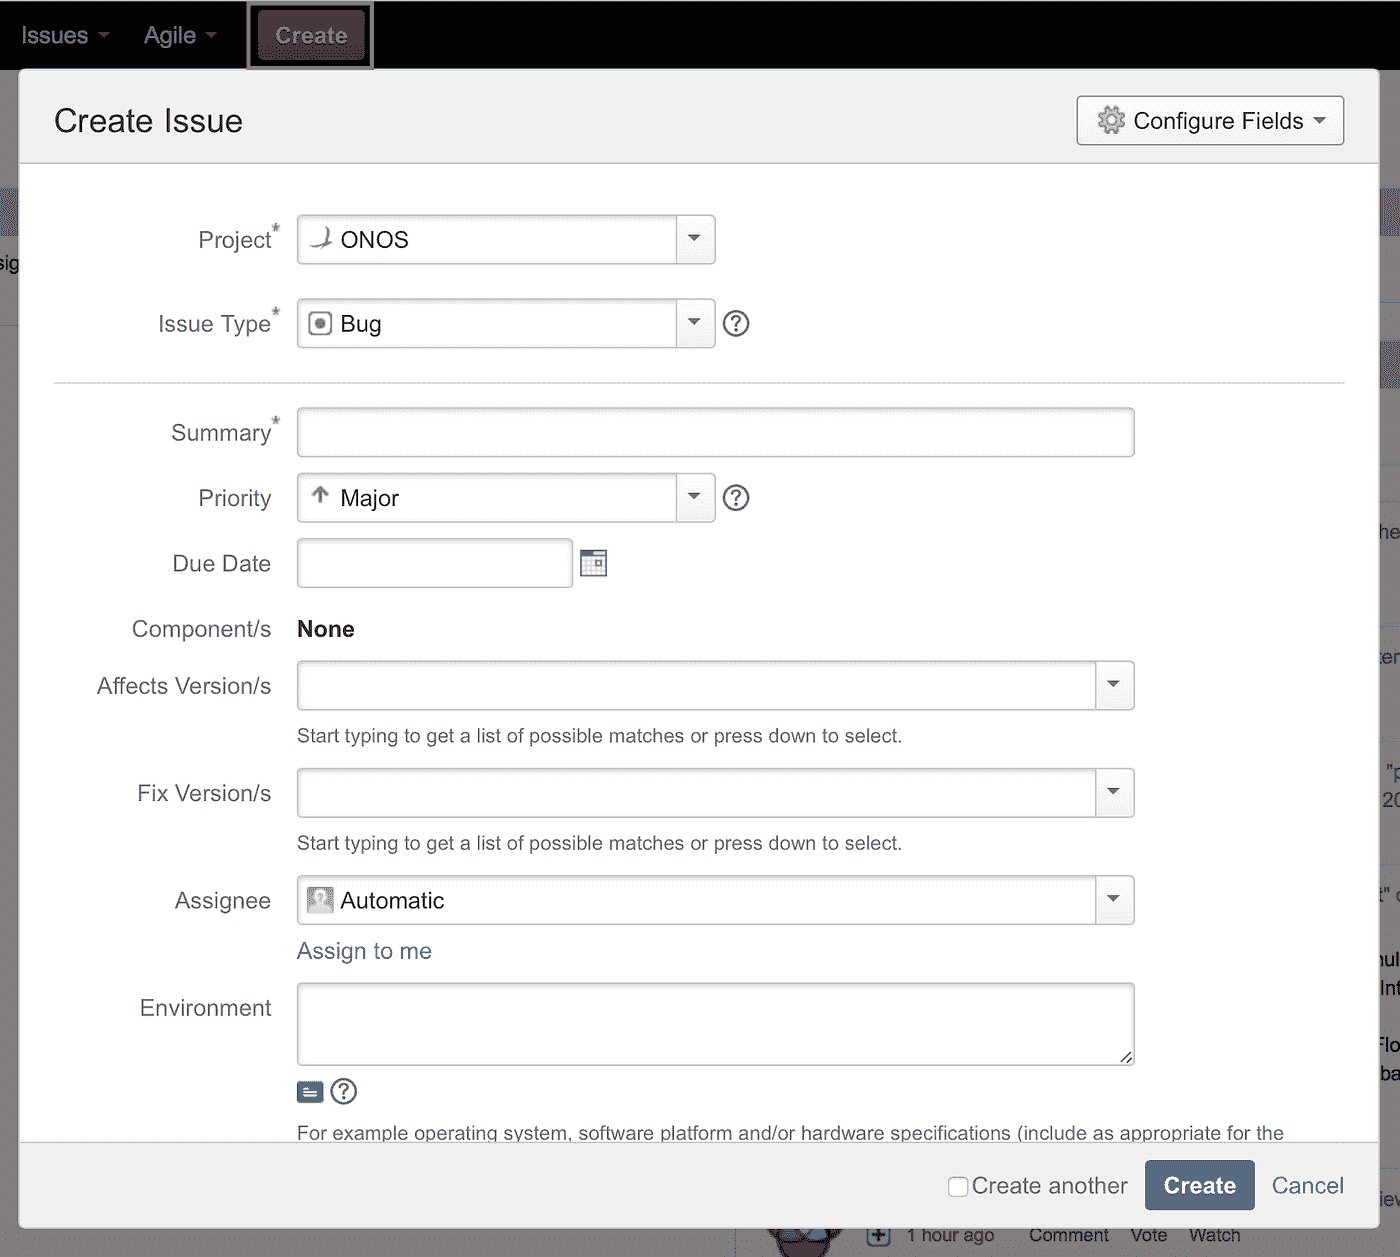 Issues Agile Create
Create Issue Configure Fields
Project* ONOS
Issue Type* Bug ?
Summary*
Priority Major ?
Due Date
Component/s None
Affects Version/s
Start typing to get a list of possible matches or press down to select.
Fix Version/s
Start typing to get a list of possible matches or press down to select.
Assignee Automatic
Assign to me
Environment
?
For example operating system, software platform and/or hardware specifications (include as appropriate for the
Create another Create Cancel
1 hour ago Comment Vote Watch